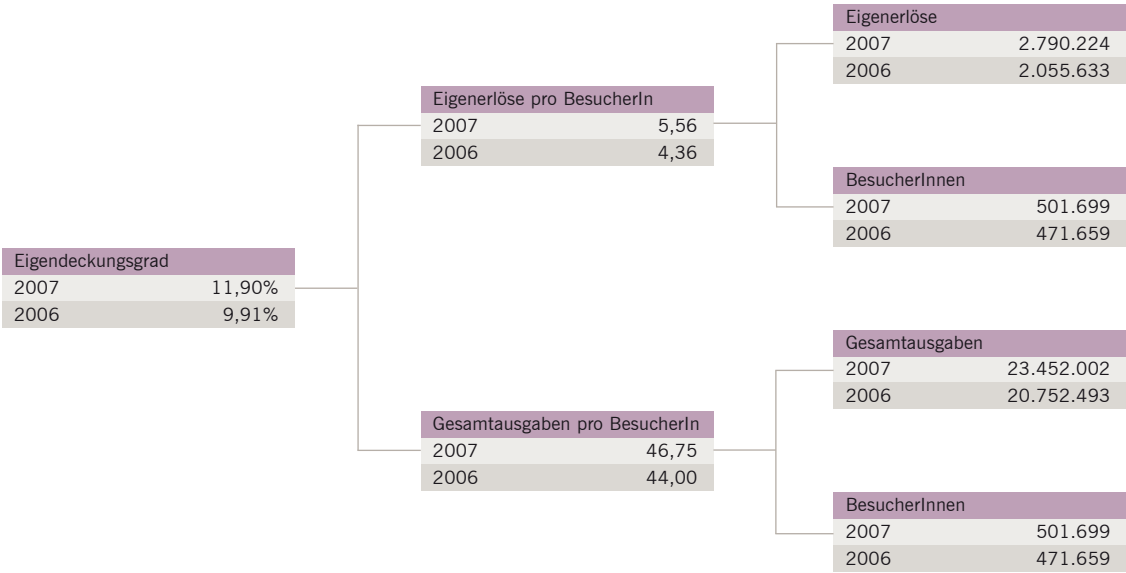 Eigendeckungsgrad
2007 11,90%
2006 9,91%
Eigenerlöse pro BesucherIn
2007 5,56
2006 4,36
Gesamtausgaben pro BesucherIn
2007 46,75
2006 44,00
Eigenerlöse
2007 2.790.224
2006 2.055.633
BesucherInnen
2007 501.699
2006 471.659
Gesamtausgaben
2007 23.452.002
2006 20.752.493
BesucherInnen
2007 501.699
2006 471.659